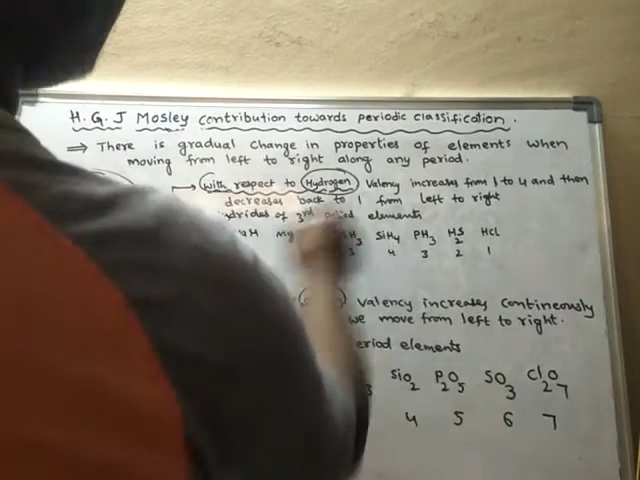 H. G. J Mosley contribution towards periodic classification.
⇒ There is gradual change in properties of elements when
moving from left to right along any period.
→ with respect to Hydrogen Valency increases from 1 to 4 and then
decreases back to 1 from left to right
of 3rd period elements
SiH4 PH3 H2S HCl
3 4 3 2 1
valency increases contineously
we move from left to right.
period elements
SiO2 P2O5 SO3 Cl2O7
4 5 6 7